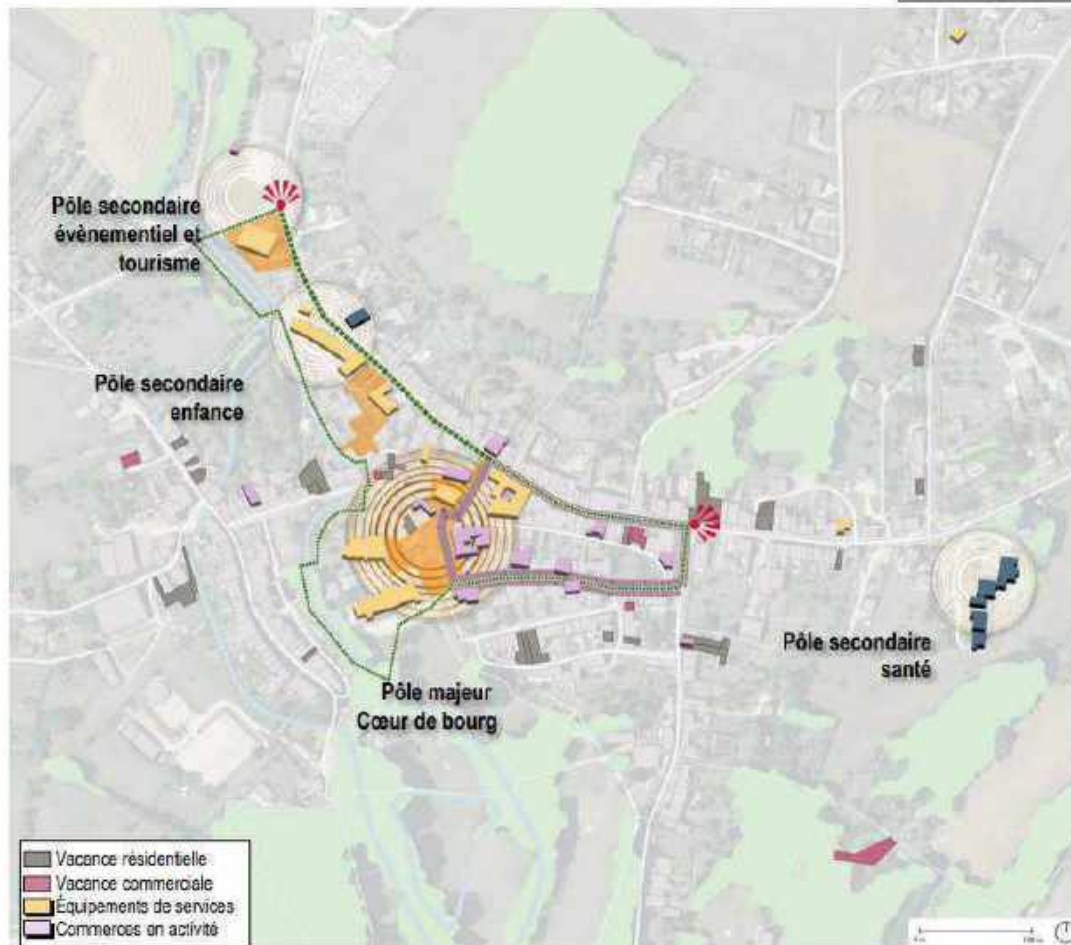 Pôle secondaire
évènementiel et
tourisme
Pôle secondaire
enfance
Pôle secondaire
santé
Pôle majeur
Cœur de bourg
Vacance résidentielle
Vacance commerciale
Équipements de services
Commerces en activité